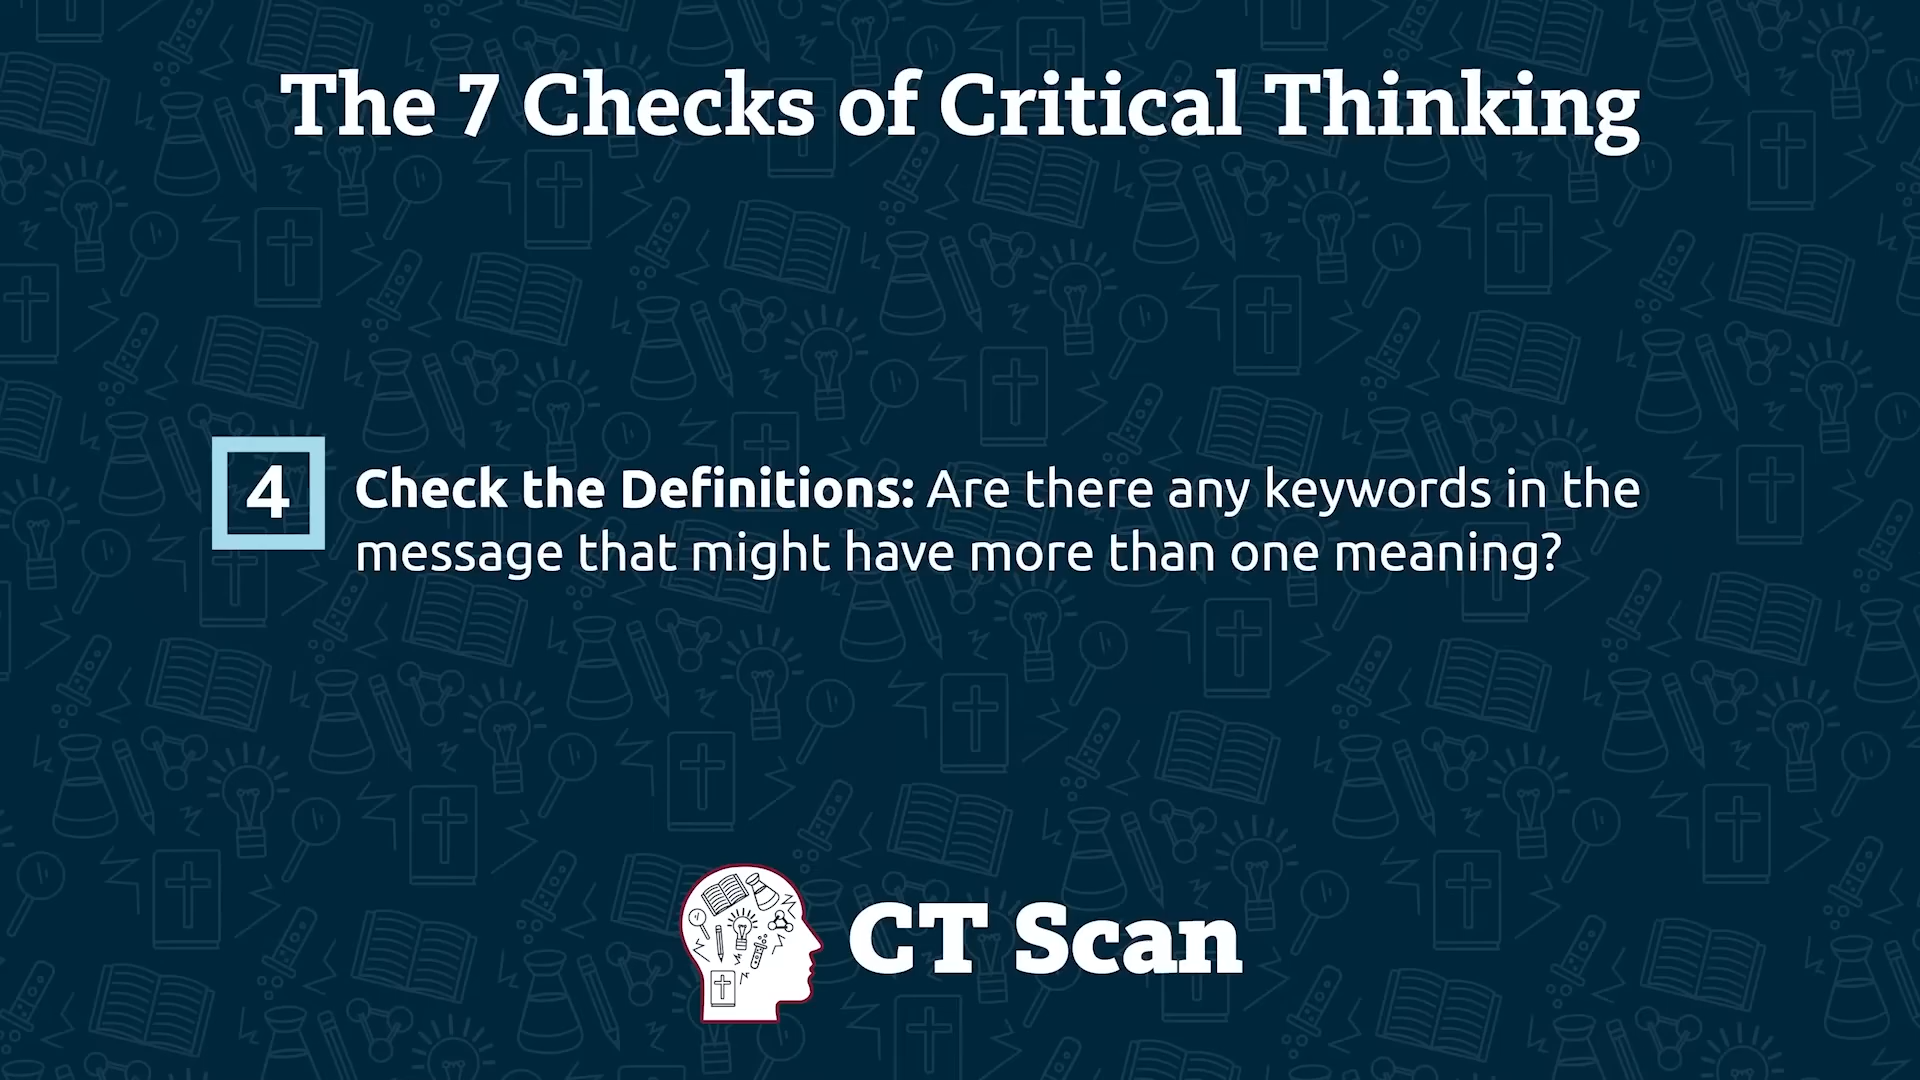 The 7 Checks of Critical Thinking
4
Check the Definitions: Are there any keywords in the
message that might have more than one meaning?
CT Scan